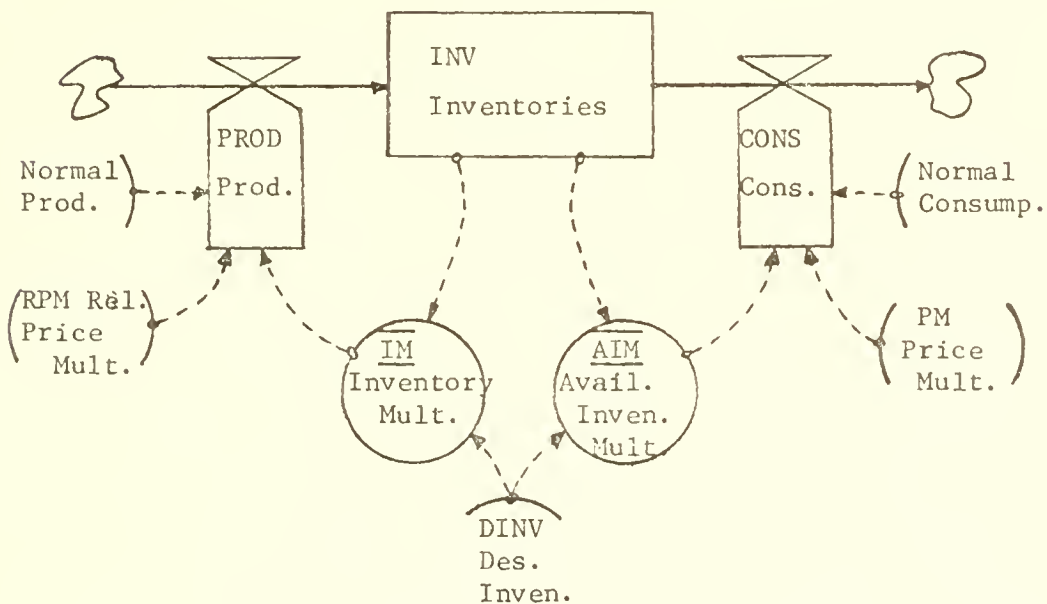 INV
Inventories
PROD
Prod.
CONS
Cons.
Normal
Prod.
Normal
Consump.
(RPM Rel.
Price
Mult.)
IM
Inventory
Mult.
AIM
Avail.
Inven.
Mult.
(PM
Price
Mult.)
DINV
Des.
Inven.